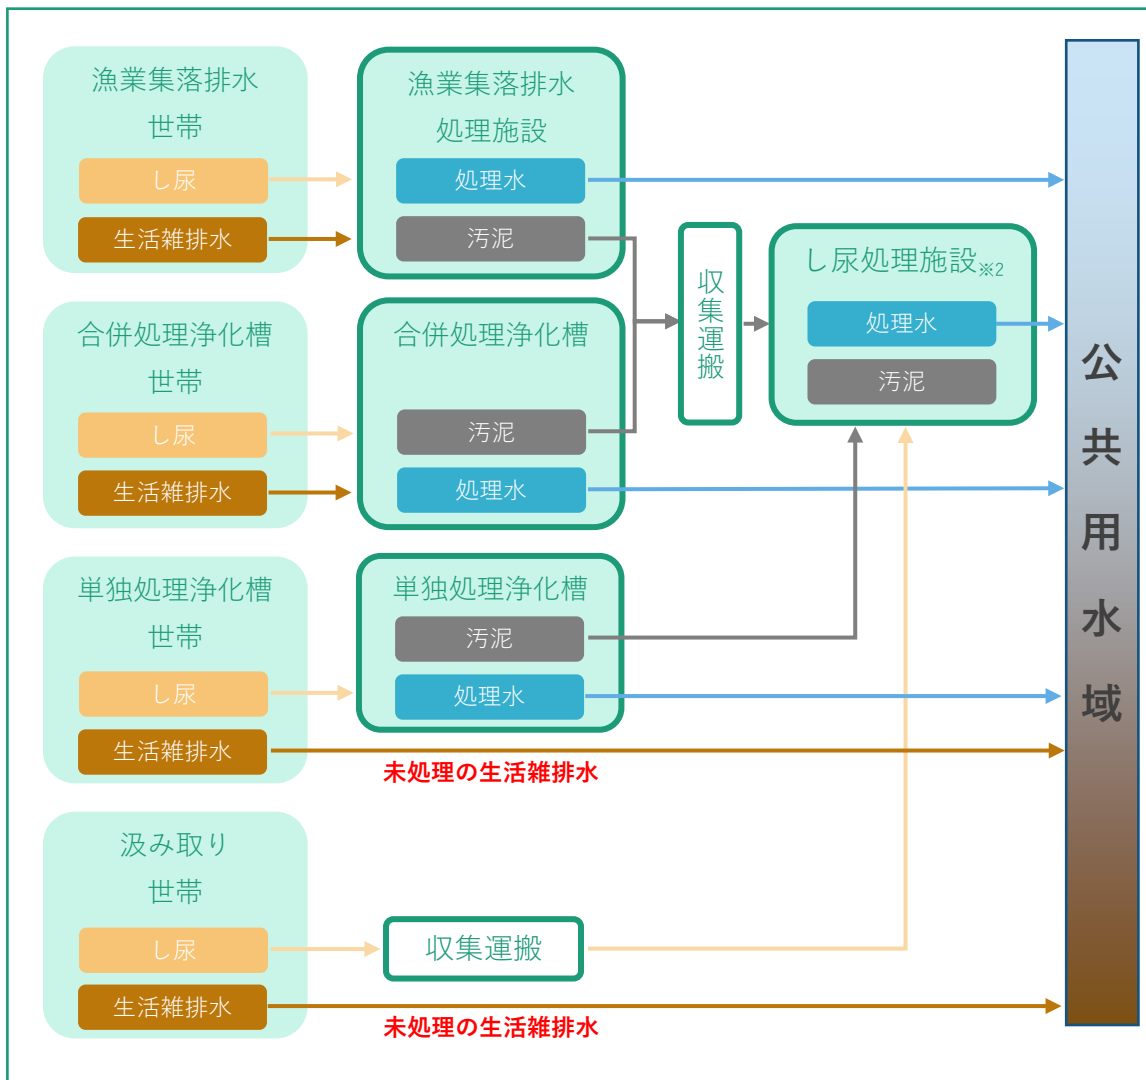 漁業集落排水
世帯
し尿
生活雑排水
漁業集落排水
処理施設
処理水
汚泥
合併処理浄化槽
世帯
し尿
生活雑排水
合併処理浄化槽
汚泥
処理水
収集運搬
し尿処理施設※2
処理水
汚泥
単独処理浄化槽
世帯
し尿
生活雑排水
単独処理浄化槽
汚泥
処理水
未処理の生活雑排水
汲み取り
世帯
し尿
生活雑排水
収集運搬
未処理の生活雑排水
公共用水域